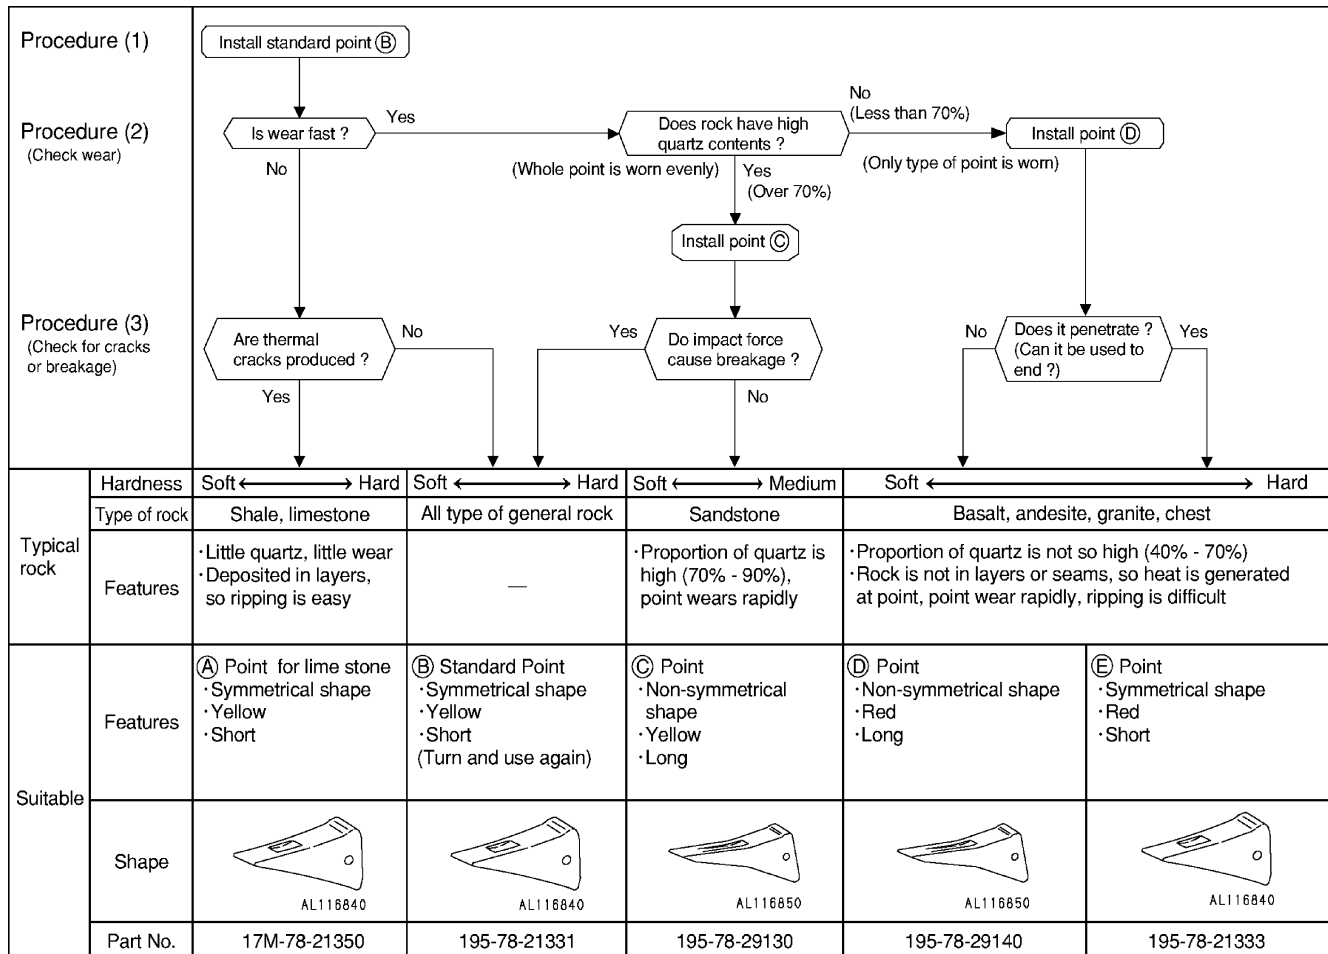 Procedure (1)
Install standard point Ⓑ
Procedure (2)
(Check wear)
Is wear fast ?
Yes
No
Does rock have high
quartz contents ?
No
(Less than 70%)
Install point Ⓓ
(Whole point is worn evenly)
Yes
(Over 70%)
(Only type of point is worn)
Install point Ⓒ
Procedure (3)
(Check for cracks
or breakage)
Are thermal
cracks produced ?
No
Yes
Yes
Do impact force
cause breakage ?
No
No
Does it penetrate ?
(Can it be used to
end ?)
Yes
Typical
rock
Hardness
Soft Hard
Soft Hard
Soft Medium
Soft Hard
Type of rock
Shale, limestone
All type of general rock
Sandstone
Basalt, andesite, granite, chest
Features
·Little quartz, little wear
·Deposited in layers,
so ripping is easy
—
·Proportion of quartz is
high (70% - 90%),
point wears rapidly
·Proportion of quartz is not so high (40% - 70%)
·Rock is not in layers or seams, so heat is generated
at point, point wear rapidly, ripping is difficult
Suitable
Features
Ⓐ Point for lime stone
·Symmetrical shape
·Yellow
·Short
Ⓑ Standard Point
·Symmetrical shape
·Yellow
·Short
(Turn and use again)
Ⓒ Point
·Non-symmetrical
shape
·Yellow
·Long
Ⓓ Point
·Non-symmetrical shape
·Red
·Long
Ⓔ Point
·Symmetrical shape
·Red
·Short
Shape
AL116840
AL116840
AL116850
AL116850
AL116840
Part No.
17M-78-21350
195-78-21331
195-78-29130
195-78-29140
195-78-21333